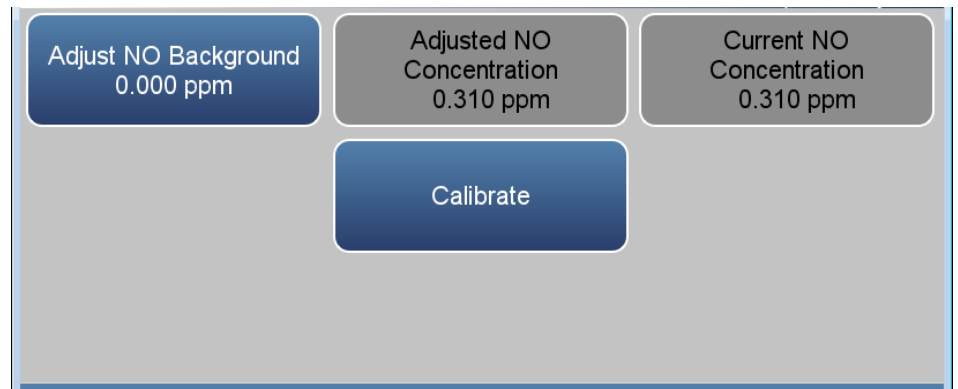 Adjust NO Background
0.000 ppm
Adjusted NO
Concentration
0.310 ppm
Current NO
Concentration
0.310 ppm
Calibrate